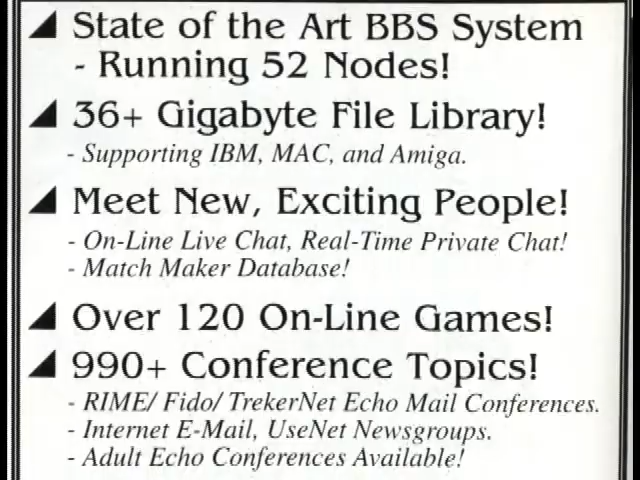 State of the Art BBS System
- Running 52 Nodes!
36+ Gigabyte File Library!
- Supporting IBM, MAC, and Amiga.
Meet New, Exciting People!
- On-Line Live Chat, Real-Time Private Chat!
- Match Maker Database!
Over 120 On-Line Games!
990+ Conference Topics!
- RIME/ Fido/ TrekerNet Echo Mail Conferences.
- Internet E-Mail, UseNet Newsgroups.
- Adult Echo Conferences Available!